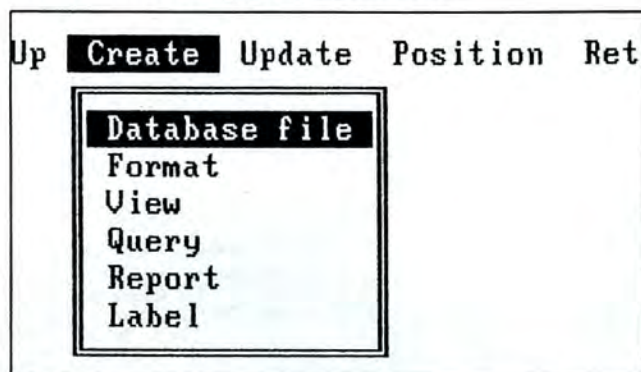 Up Create Update Position Ret
Database file
Format
View
Query
Report
Label